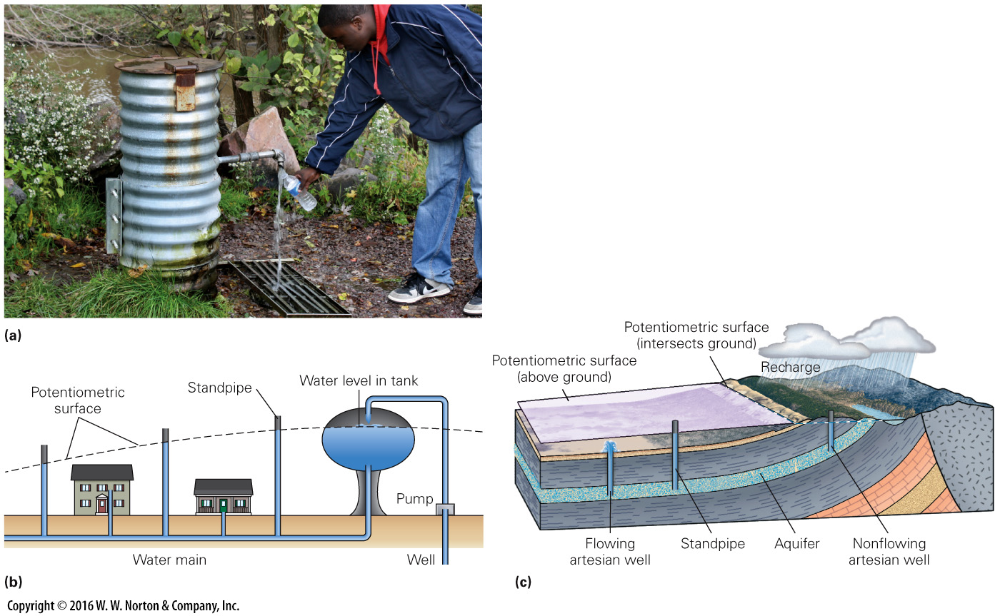 (a)
Potentiometric
surface
Standpipe
Water level in tank
Pump
Water main
Well
(b)
Potentiometric surface
(intersects ground)
Potentiometric surface
(above ground)
Recharge
Flowing
artesian well
Standpipe
Aquifer
Nonflowing
artesian well
(c)
Copyright © 2016 W. W. Norton & Company, Inc.